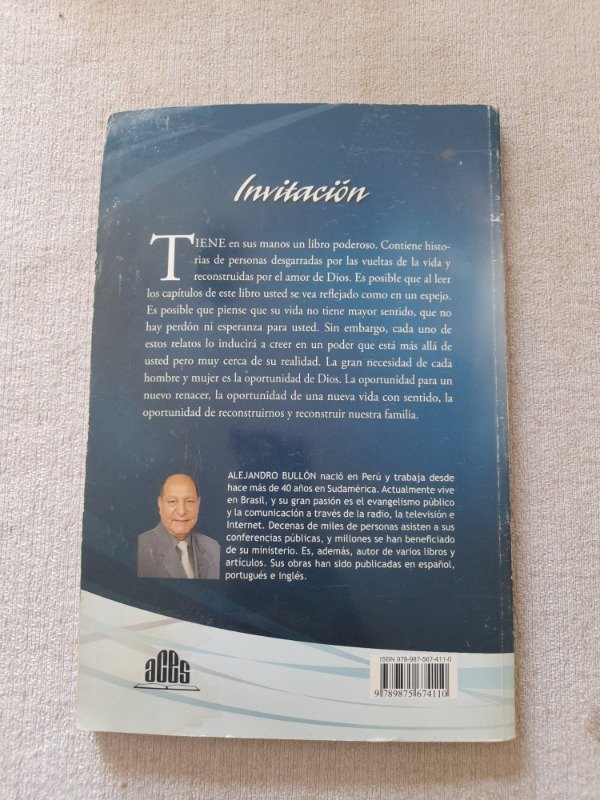 Invitación
TIENE en sus manos un libro poderoso. Contiene histo-
rias de personas desgarradas por las vueltas de la vida y
reconstruidas por el amor de Dios. Es posible que al leer
los capítulos de este libro usted se vea reflejado como en un espejo.
Es posible que piense que su vida no tiene mayor sentido, que
no hay perdón ni esperanza para usted. Sin embargo, cada uno de
estos relatos lo inducirá a creer en un poder que está más allá de
usted pero muy cerca de su realidad. La gran necesidad de cada
hombre y mujer es la oportunidad de Dios. La oportunidad para un
nuevo renacer, la oportunidad de una nueva vida con sentido, la
oportunidad de reconstruirnos y reconstruir nuestra familia.
ALEJANDRO BULLÓN nació en Perú y trabaja desde
hace más de 40 años en Sudamérica. Actualmente vive
en Brasil, y su gran pasión es el evangelismo público
y la comunicación a través de la radio, la televisión e
Internet. Decenas de miles de personas asisten a sus
conferencias públicas, y millones se han beneficiado
de su ministerio. Es, además, autor de varios libros y
artículos. Sus obras han sido publicadas en español,
portugués e inglés.
aces
ISBN 978-987-567-411-0
9 789875 674110